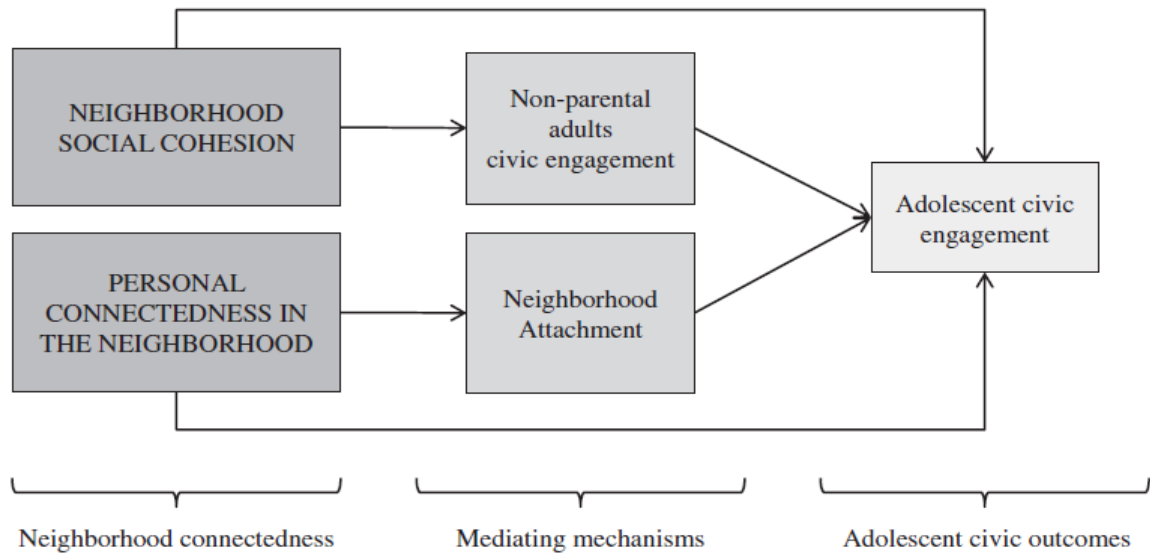 NEIGHBORHOOD
SOCIAL COHESION
Non-parental
adults
civic engagement
Adolescent civic
engagement
PERSONAL
CONNECTEDNESS IN
THE NEIGHBORHOOD
Neighborhood
Attachment
Neighborhood connectedness
Mediating mechanisms
Adolescent civic outcomes